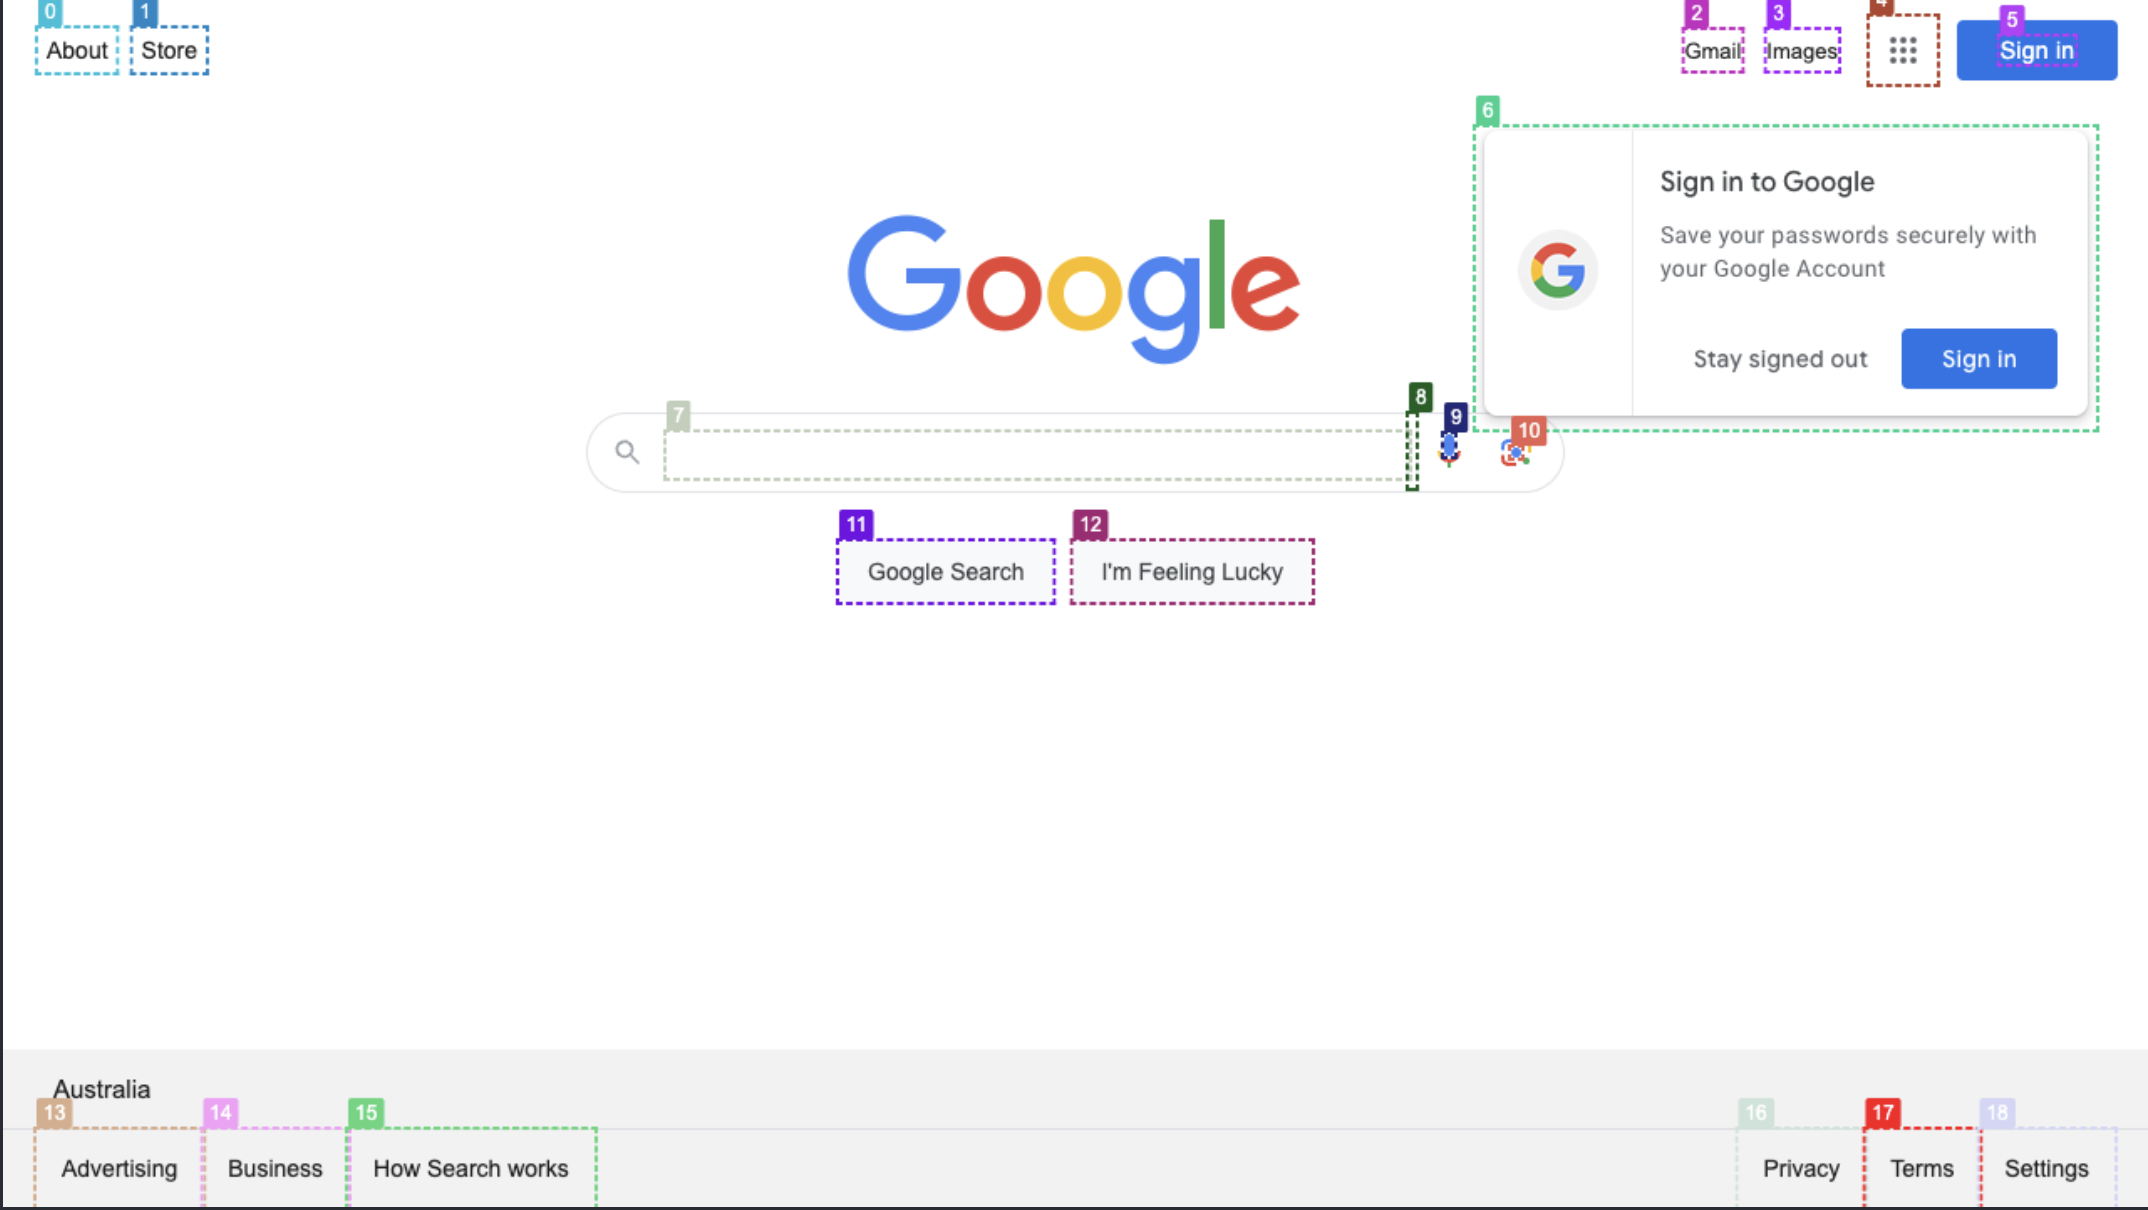 0 1 2 3 4 5
About Store Gmail Images Sign in
6
Sign in to Google
Save your passwords securely with
your Google Account
Stay signed out Sign in
Google
7 8 9 10
11 12
Google Search I'm Feeling Lucky
Australia
13 14 15 16 17 18
Advertising Business How Search works Privacy Terms Settings